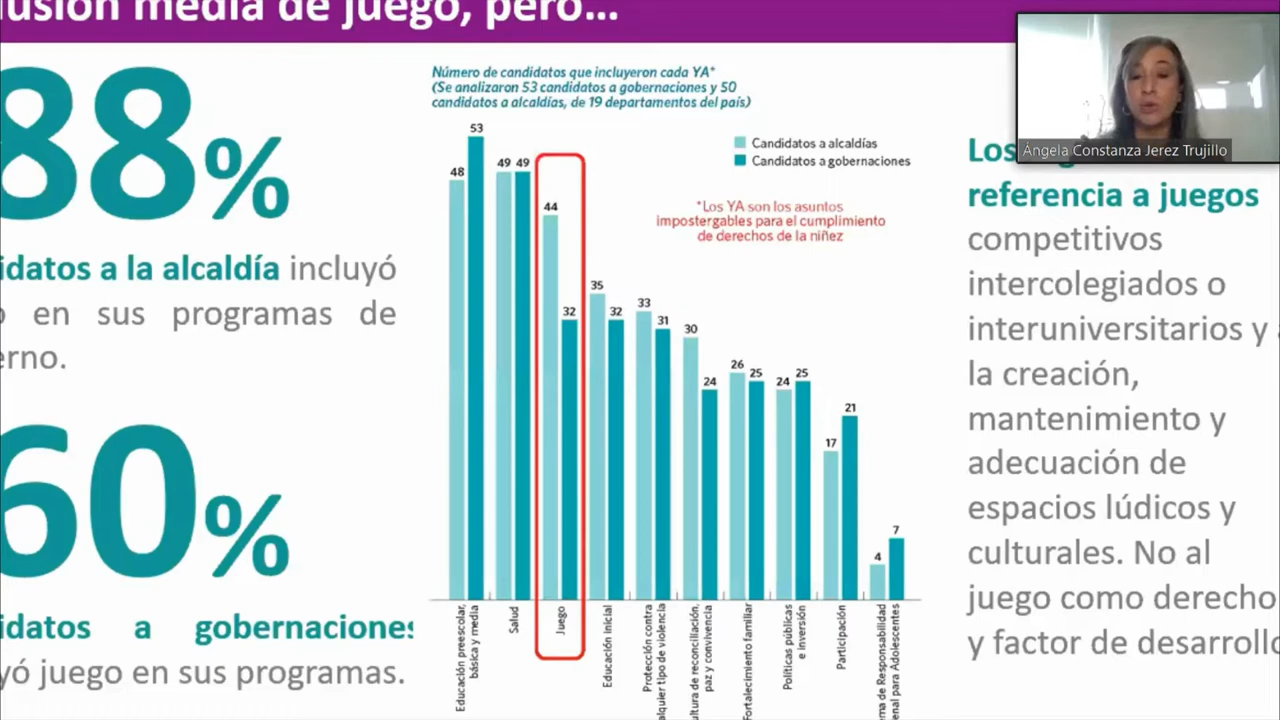 lusión media de juego, pero...
88%
idatos a la alcaldía incluyó
en sus programas de
erno.
60%
idatos a gobernaciones
yó juego en sus programas.
Número de candidatos que incluyeron cada YA*
(Se analizaron 53 candidatos a gobernaciones y 50
candidatos a alcaldías, de 19 departamentos del país)
Candidatos a alcaldías
Candidatos a gobernaciones
*Los YA son los asuntos
impostergables para el cumplimiento
de derechos de la niñez
48
53
49
49
44
32
35
32
33
31
30
24
26
25
24
25
17
21
4
7
Educación preescolar,
básica y media
Salud
Juego
Educación inicial
Protección contra
alquier tipo de violencia
ultura de reconciliación,
paz y convivencia
Fortalecimiento familiar
Políticas públicas
e inversión
Participación
ma de Responsabilidad
enal para Adolescentes
Ángela Constanza Jerez Trujillo
Los
referencia a juegos
competitivos
intercolegiados o
interuniversitarios y
la creación,
mantenimiento y
adecuación de
espacios lúdicos y
culturales. No al
juego como derecho
y factor de desarrollo